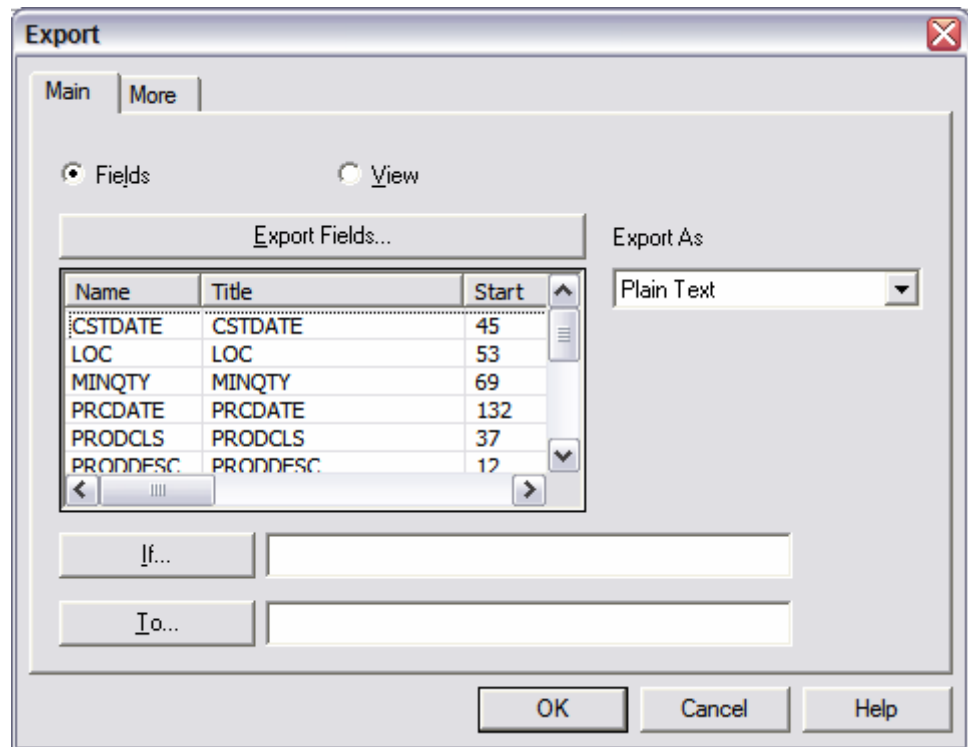 Export
Main More
Fields View
Export Fields... Export As
Plain Text
Name Title Start
CSTDATE CSTDATE 45
LOC LOC 53
MINQTY MINQTY 69
PRCDATE PRCDATE 132
PRODCLS PRODCLS 37
PRODDESC PRODDESC 12
If...
To...
OK Cancel Help